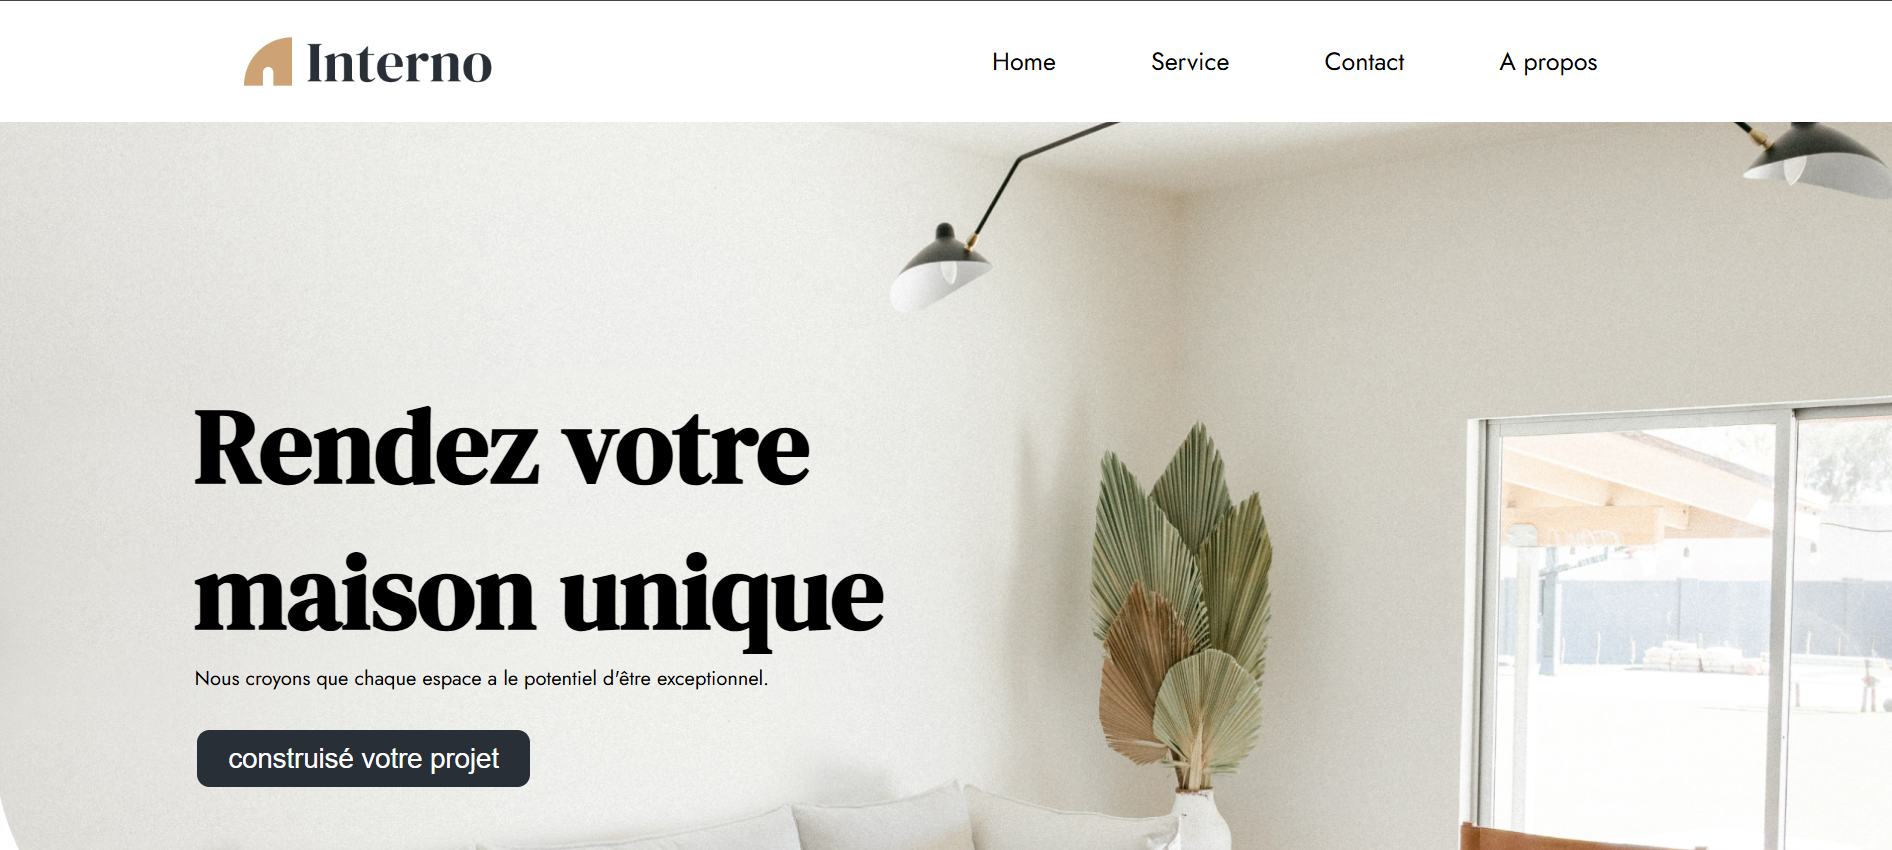 Interno
Home Service Contact A propos
Rendez votre
maison unique
Nous croyons que chaque espace a le potentiel d'être exceptionnel.
construisé votre projet